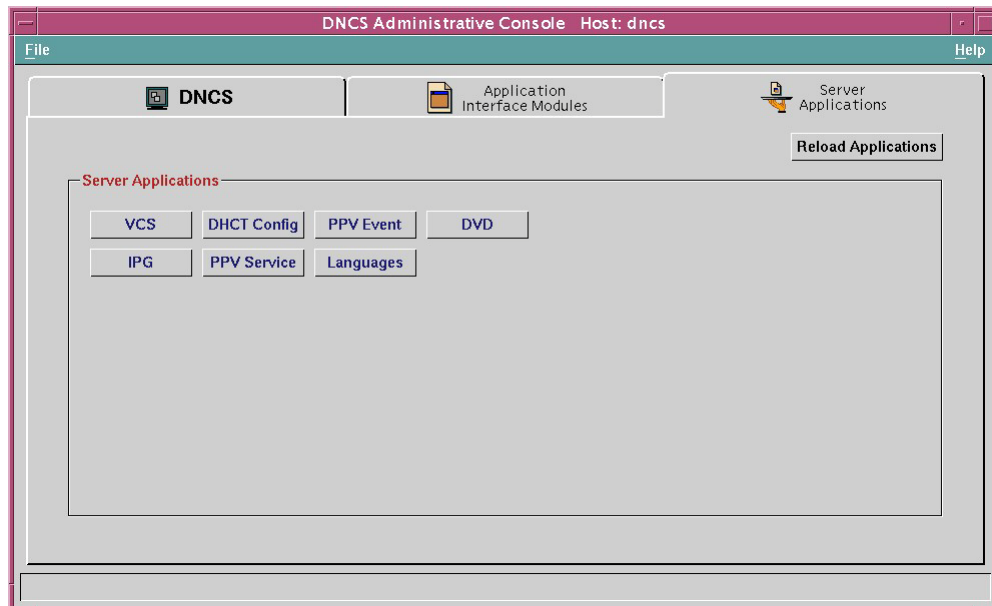 DNCS Administrative Console Host: dncs
File Help
DNCS
Application
Interface Modules
Server
Applications
Reload Applications
Server Applications
VCS DHCT Config PPV Event DVD
IPG PPV Service Languages